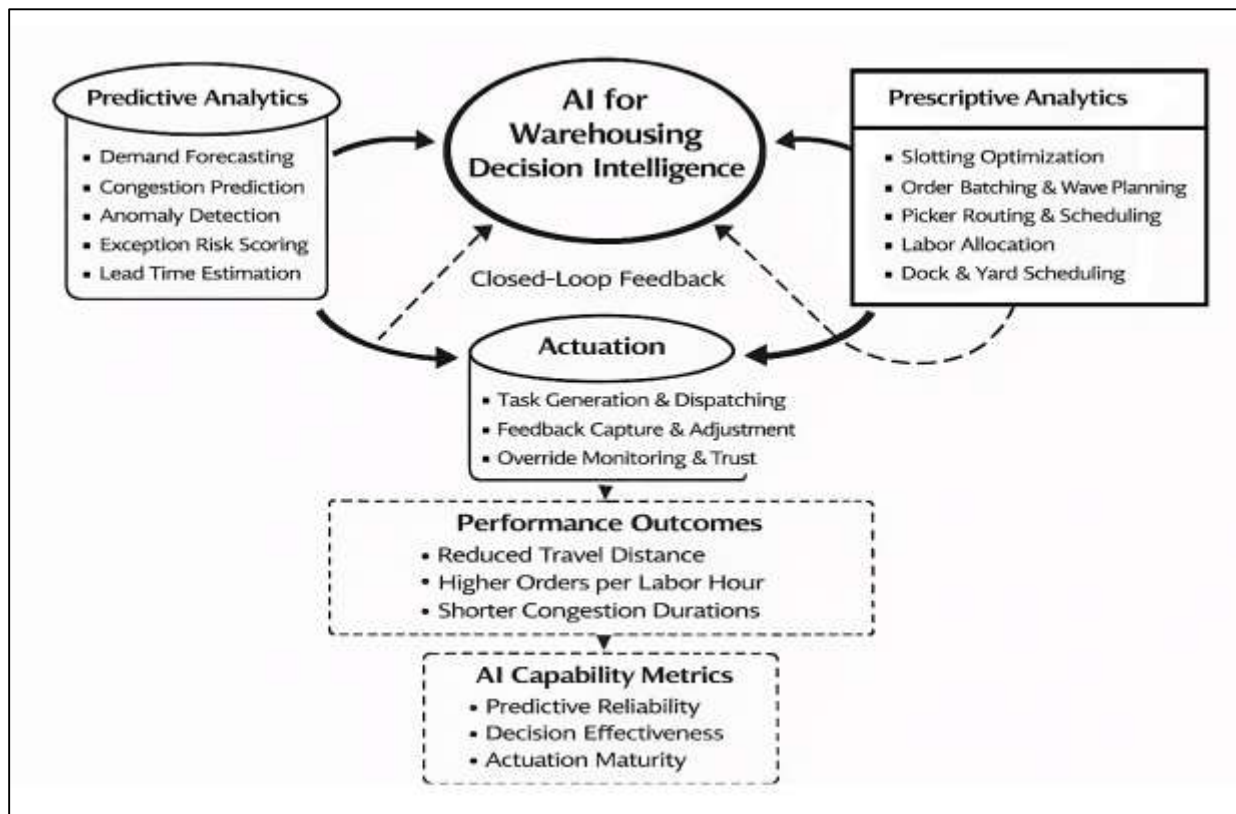 Predictive Analytics
▪ Demand Forecasting
▪ Congestion Prediction
▪ Anomaly Detection
▪ Exception Risk Scoring
▪ Lead Time Estimation
AI for
Warehousing
Decision Intelligence
Prescriptive Analytics
▪ Slotting Optimization
▪ Order Batching & Wave Planning
▪ Picker Routing & Scheduling
▪ Labor Allocation
▪ Dock & Yard Scheduling
Closed-Loop Feedback
Actuation
▪ Task Generation & Dispatching
▪ Feedback Capture & Adjustment
▪ Override Monitoring & Trust
Performance Outcomes
• Reduced Travel Distance
• Higher Orders per Labor Hour
• Shorter Congestion Durations
AI Capability Metrics
• Predictive Reliability
• Decision Effectiveness
• Actuation Maturity